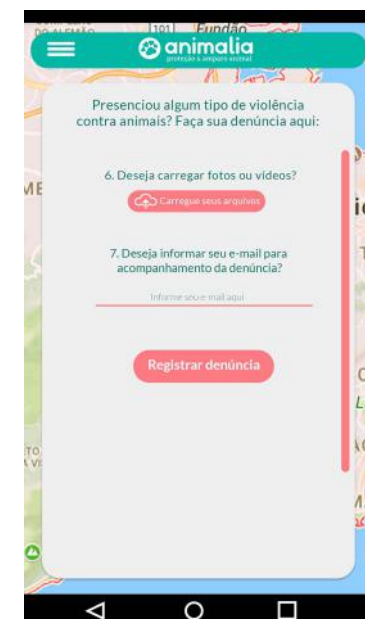 DO ALEMÃO
101
Fundão
animalia
proteção & amparo animal
Presenciou algum tipo de violência
contra animais? Faça sua denúncia aqui:
6. Deseja carregar fotos ou vídeos?
Carregue seus arquivos
7. Deseja informar seu e-mail para
acompanhamento da denúncia?
Informe seu e-mail aqui
Registrar denúncia